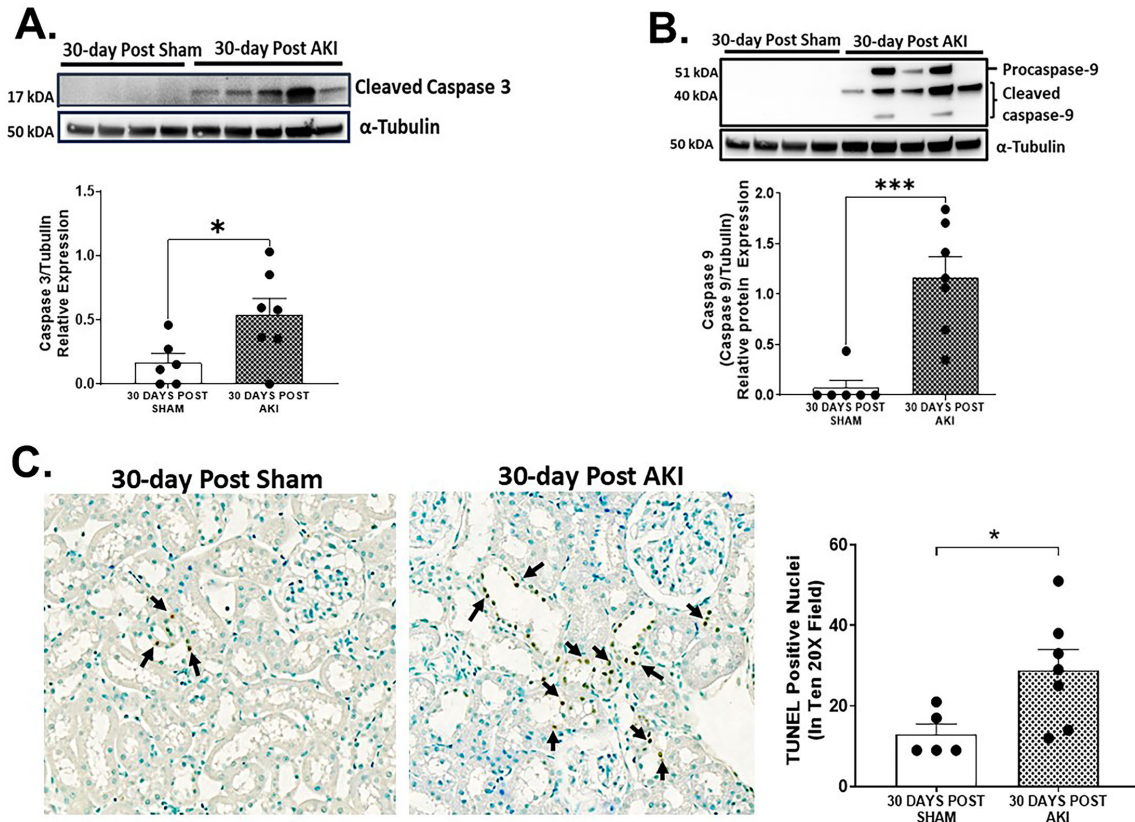 A.
30-day Post Sham 30-day Post AKI
17 kDA
Cleaved Caspase 3
50 kDA
α-Tubulin
Caspase 3/Tubulin
Relative Expression
1.5
1.0
0.5
0.0
*
30 DAYS POST
SHAM
30 DAYS POST
AKI
B.
30-day Post Sham 30-day Post AKI
51 kDA
Procaspase-9
40 kDA
Cleaved
caspase-9
50 kDA
α-Tubulin
Caspase 9
(Caspase 9/Tubulin)
Relative protein Expression
2.0
1.5
1.0
0.5
0.0
***
30 DAYS POST
SHAM
30 DAYS POST
AKI
C.
30-day Post Sham
30-day Post AKI
TUNEL Positive Nuclei
(In Ten 20X Field)
60
40
20
0
*
30 DAYS POST
SHAM
30 DAYS POST
AKI